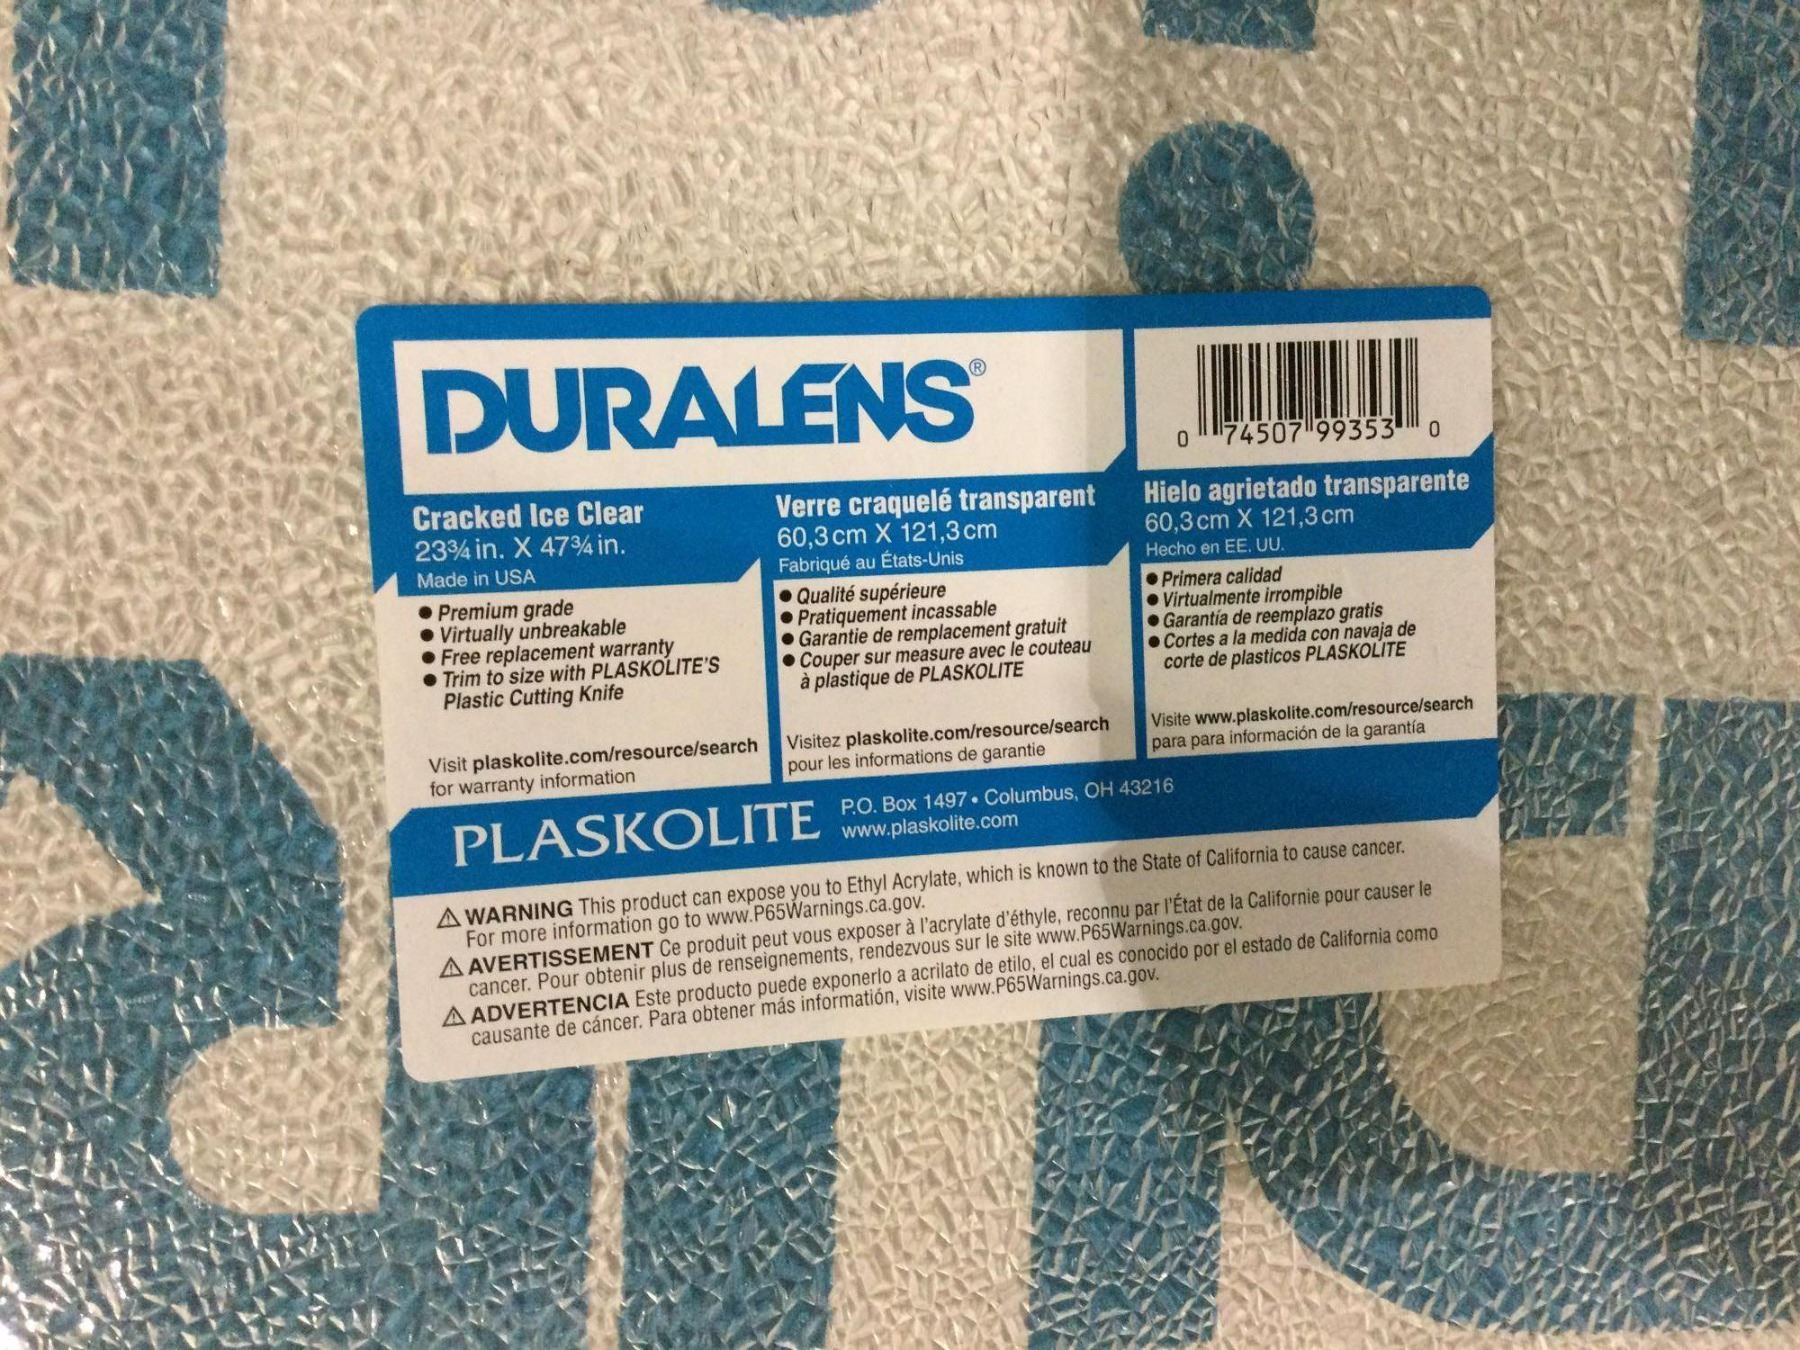 DURALENS®
0 74507 99353 0
Cracked Ice Clear
23¾ in. X 47¾ in.
Made in USA
● Premium grade
● Virtually unbreakable
● Free replacement warranty
● Trim to size with PLASKOLITE'S
Plastic Cutting Knife
Visit plaskolite.com/resource/search
for warranty information
Verre craquelé transparent
60,3 cm X 121,3 cm
Fabriqué au États-Unis
● Qualité supérieure
● Pratiquement incassable
● Garantie de remplacement gratuit
● Couper sur measure avec le couteau
à plastique de PLASKOLITE
Visitez plaskolite.com/resource/search
pour les informations de garantie
Hielo agrietado transparente
60,3 cm X 121,3 cm
Hecho en EE. UU.
● Primera calidad
● Virtualmente irrompible
● Garantía de reemplazo gratis
● Cortes a la medida con navaja de
corte de plasticos PLASKOLITE
Visite www.plaskolite.com/resource/search
para para información de la garantía
PLASKOLITE
P.O. Box 1497 • Columbus, OH 43216
www.plaskolite.com
⚠ WARNING This product can expose you to Ethyl Acrylate, which is known to the State of California to cause cancer.
For more information go to www.P65Warnings.ca.gov.
⚠ AVERTISSEMENT Ce produit peut vous exposer à l'acrylate d'éthyle, reconnu par l'État de la Californie pour causer le
cancer. Pour obtenir plus de renseignements, rendezvous sur le site www.P65Warnings.ca.gov.
⚠ ADVERTENCIA Este producto puede exponerlo a acrilato de etilo, el cual es conocido por el estado de California como
causante de cáncer. Para obtener más informatión, visite www.P65Warnings.ca.gov.